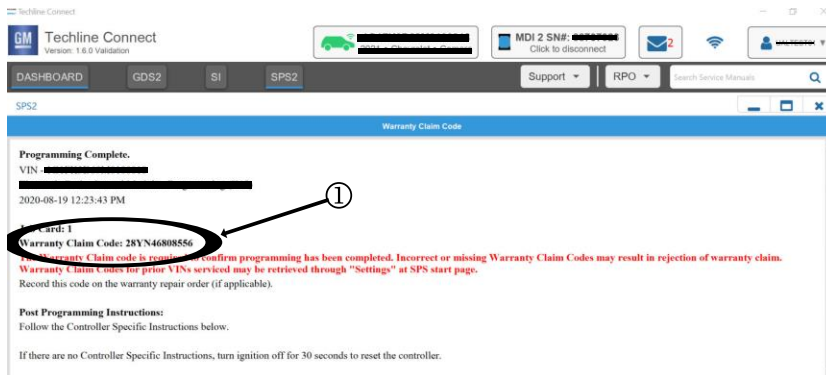 Techline Connect
GM
Techline Connect
Version: 1.6.0 Validation
MDI 2 SN#:
Click to disconnect
2
DASHBOARD GDS2 SI SPS2 Support RPO Search Service Manuals
SPS2
Warranty Claim Code
Programming Complete.
VIN -
2020-08-19 12:23:43 PM
①
Card: 1
Warranty Claim Code: 28YN46808556
The Warranty Claim code is required to confirm programming has been completed. Incorrect or missing Warranty Claim Codes may result in rejection of warranty claim.
Warranty Claim Codes for prior VINs serviced may be retrieved through "Settings" at SPS start page.
Record this code on the warranty repair order (if applicable).
Post Programming Instructions:
Follow the Controller Specific Instructions below.
If there are no Controller Specific Instructions, turn ignition off for 30 seconds to reset the controller.